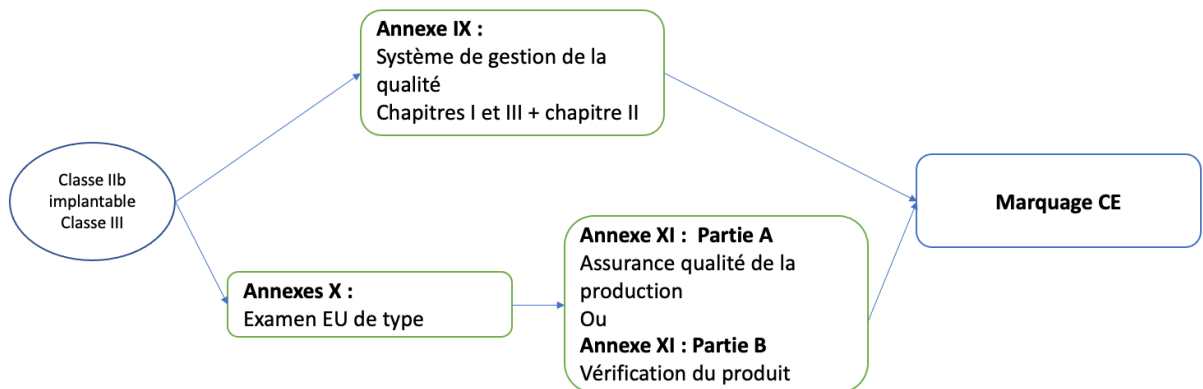 Annexe IX :
Système de gestion de la
qualité
Chapitres I et III + chapitre II
Classe IIb
implantable
Classe III
Marquage CE
Annexes X :
Examen EU de type
Annexe XI :  Partie A
Assurance qualité de la
production
Ou
Annexe XI : Partie B
Vérification du produit